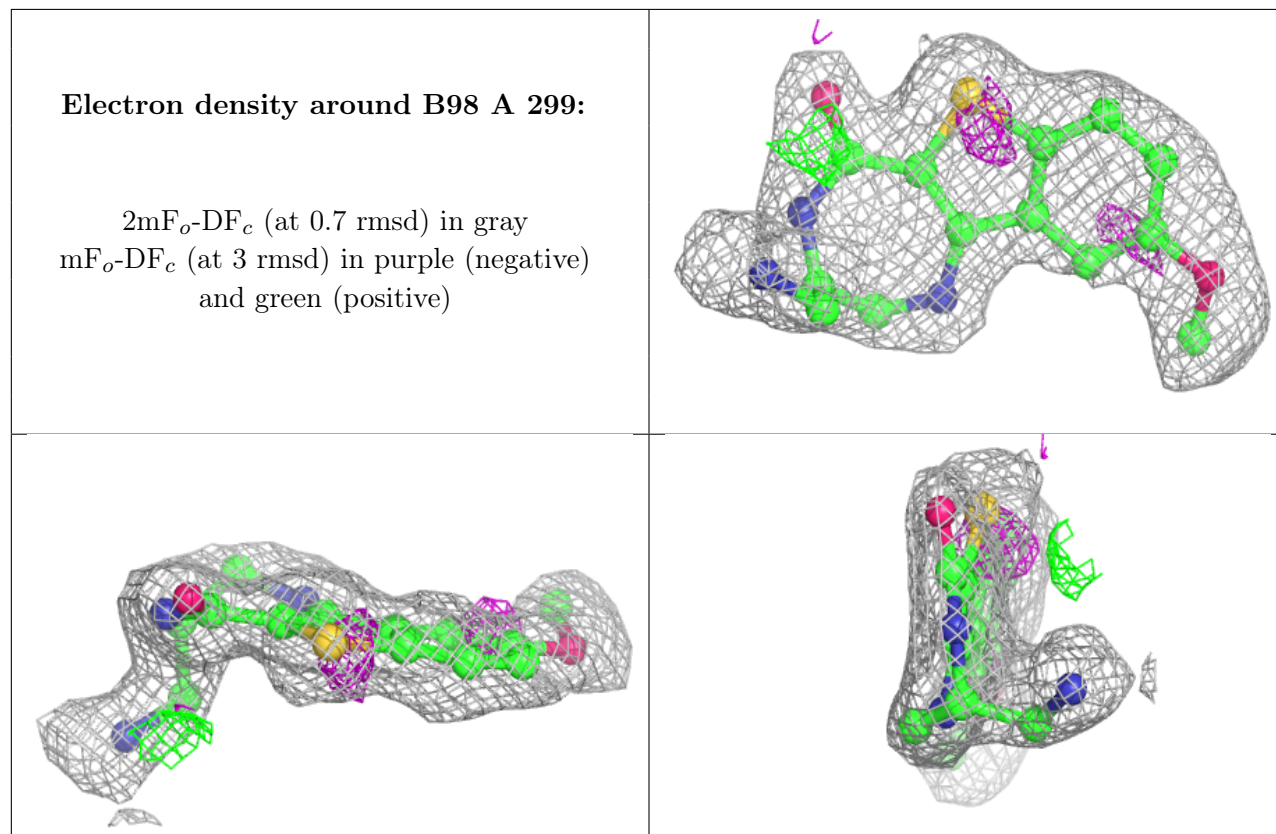 Electron density around B98 A 299:
2mFo-DFc (at 0.7 rmsd) in gray
mFo-DFc (at 3 rmsd) in purple (negative)
and green (positive)